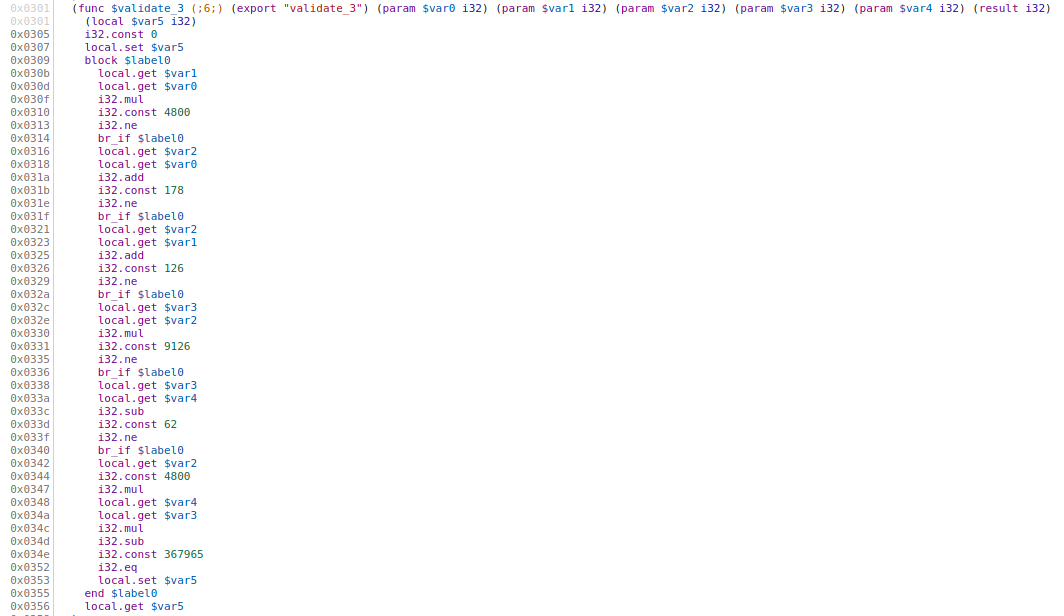 0x0301 (func $validate_3 (;6;) (export "validate_3") (param $var0 i32) (param $var1 i32) (param $var2 i32) (param $var3 i32) (param $var4 i32) (result i32)
0x0301 (local $var5 i32)
0x0305 i32.const 0
0x0307 local.set $var5
0x0309 block $label0
0x030b local.get $var1
0x030d local.get $var0
0x030f i32.mul
0x0310 i32.const 4800
0x0313 i32.ne
0x0314 br_if $label0
0x0316 local.get $var2
0x0318 local.get $var0
0x031a i32.add
0x031b i32.const 178
0x031e i32.ne
0x031f br_if $label0
0x0321 local.get $var2
0x0323 local.get $var1
0x0325 i32.add
0x0326 i32.const 126
0x0329 i32.ne
0x032a br_if $label0
0x032c local.get $var3
0x032e local.get $var2
0x0330 i32.mul
0x0331 i32.const 9126
0x0335 i32.ne
0x0336 br_if $label0
0x0338 local.get $var3
0x033a local.get $var4
0x033c i32.sub
0x033d i32.const 62
0x033f i32.ne
0x0340 br_if $label0
0x0342 local.get $var2
0x0344 i32.const 4800
0x0347 i32.mul
0x0348 local.get $var4
0x034a local.get $var3
0x034c i32.mul
0x034d i32.sub
0x034e i32.const 367965
0x0352 i32.eq
0x0353 local.set $var5
0x0355 end $label0
0x0356 local.get $var5